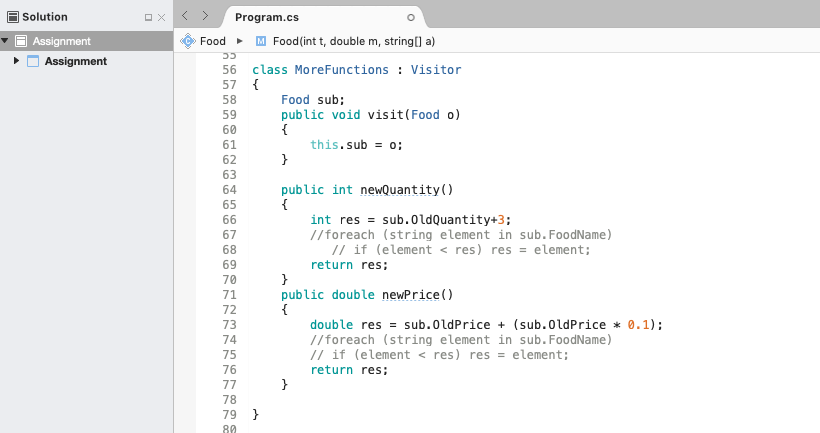 Solution
Program.cs
Assignment
Food Food(int t, double m, string[] a)
Assignment
55
56 class MoreFunctions : Visitor
57 {
58     Food sub;
59     public void visit(Food o)
60     {
61         this.sub = o;
62     }
63
64     public int newQuantity()
65     {
66         int res = sub.OldQuantity+3;
67         //foreach (string element in sub.FoodName)
68            // if (element < res) res = element;
69         return res;
70     }
71     public double newPrice()
72     {
73         double res = sub.OldPrice + (sub.OldPrice * 0.1);
74         //foreach (string element in sub.FoodName)
75         // if (element < res) res = element;
76         return res;
77     }
78
79 }
80